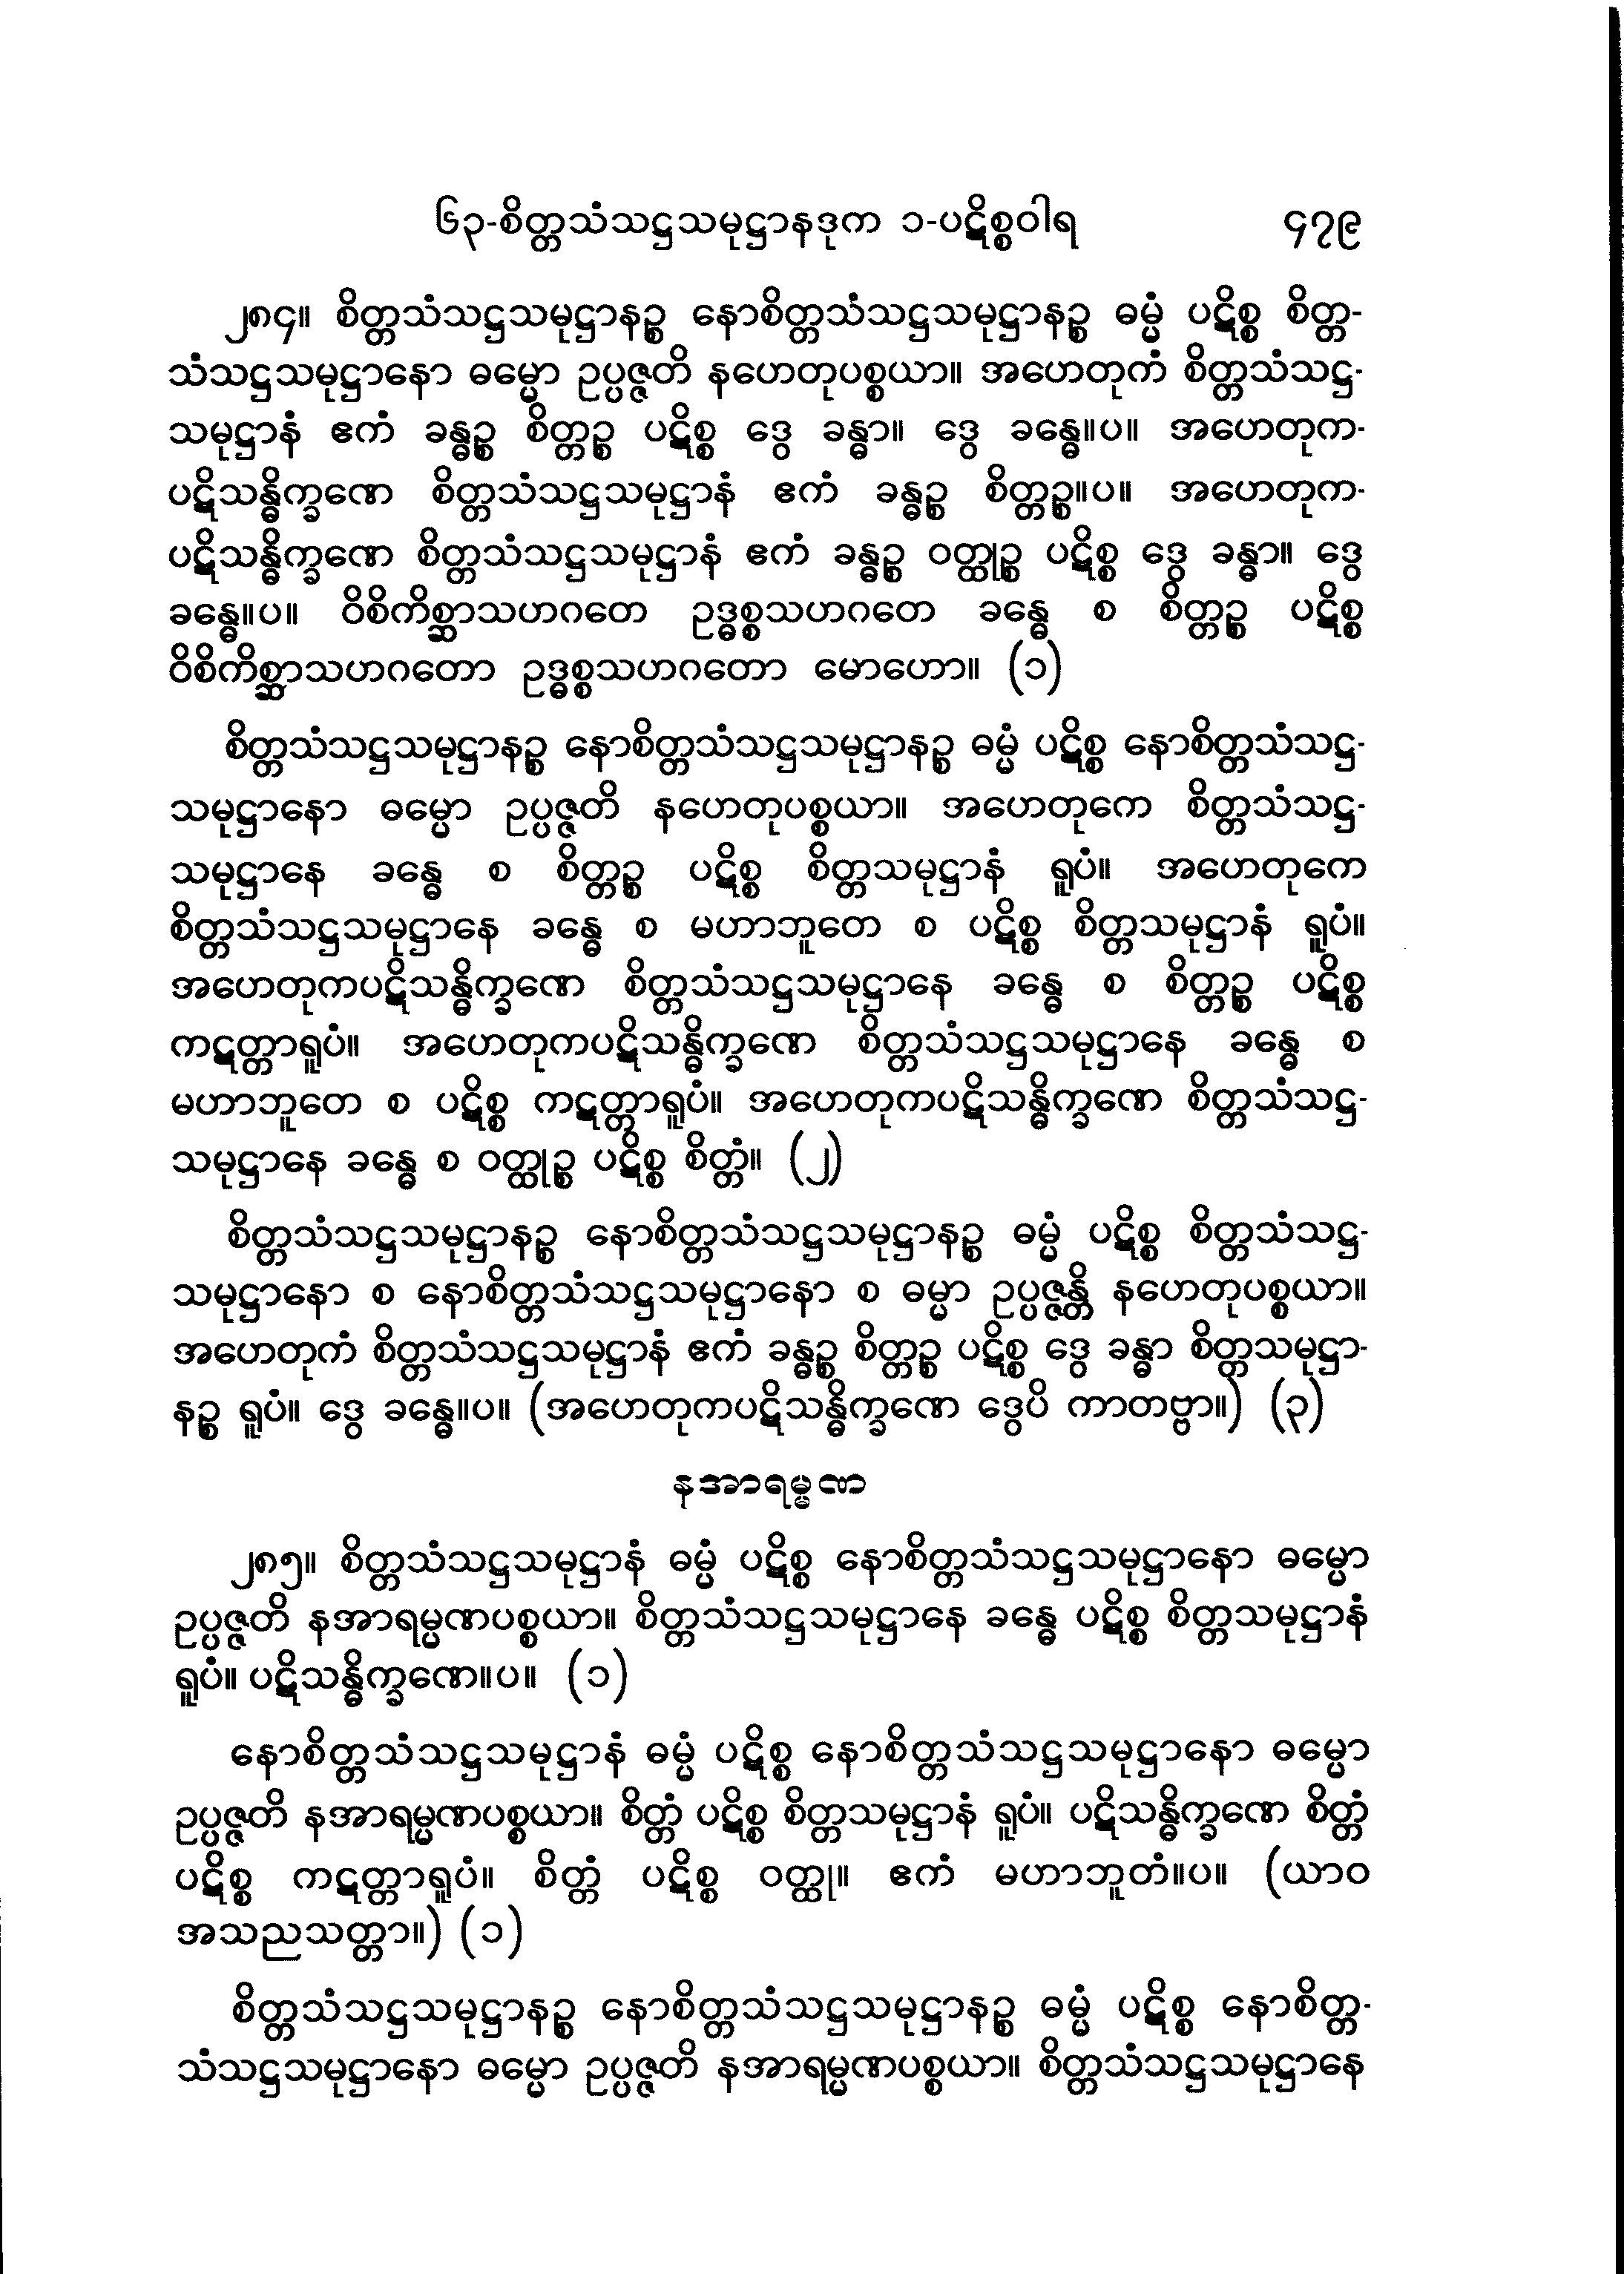 ၆၃-စိတ္တသံသဋ္ဌသမုဋ္ဌာနဒုက ၁-ပဋိစ္စဝါရ ၄၇၉
၂၈၄။ စိတ္တသံသဋ္ဌသမုဋ္ဌာနဉ္စ နောစိတ္တသံသဋ္ဌသမုဋ္ဌာနဉ္စ ဓမ္မံ ပဋိစ္စ စိတ္တ-
သံသဋ္ဌသမုဋ္ဌာနော ဓမ္မော ဥပ္ပဇ္ဇတိ နဟေတုပစ္စယာ။ အဟေတုကံ စိတ္တသံသဋ္ဌ-
သမုဋ္ဌာနံ ဧကံ ခန္ဓဉ္စ စိတ္တဉ္စ ပဋိစ္စ ဒွေ ခန္ဓာ။ ဒွေ ခန္ဓေ။ပ။ အဟေတုက-
ပဋိသန္ဓိက္ခဏေ စိတ္တသံသဋ္ဌသမုဋ္ဌာနံ ဧကံ ခန္ဓဉ္စ စိတ္တဉ္စ။ပ။ အဟေတုက-
ပဋိသန္ဓိက္ခဏေ စိတ္တသံသဋ္ဌသမုဋ္ဌာနံ ဧကံ ခန္ဓဉ္စ ဝတ္ထုဉ္စ ပဋိစ္စ ဒွေ ခန္ဓာ။ ဒွေ
ခန္ဓေ။ပ။ ဝိစိကိစ္ဆာသဟဂတေ ဥဒ္ဓစ္စသဟဂတေ ခန္ဓေ စ စိတ္တဉ္စ ပဋိစ္စ
ဝိစိကိစ္ဆာသဟဂတော ဥဒ္ဓစ္စသဟဂတော မောဟော။ (၁)
စိတ္တသံသဋ္ဌသမုဋ္ဌာနဉ္စ နောစိတ္တသံသဋ္ဌသမုဋ္ဌာနဉ္စ ဓမ္မံ ပဋိစ္စ နောစိတ္တသံသဋ္ဌ-
သမုဋ္ဌာနော ဓမ္မော ဥပ္ပဇ္ဇတိ နဟေတုပစ္စယာ။ အဟေတုကေ စိတ္တသံသဋ္ဌ-
သမုဋ္ဌာနေ ခန္ဓေ စ စိတ္တဉ္စ ပဋိစ္စ စိတ္တသမုဋ္ဌာနံ ရူပံ။ အဟေတုကေ
စိတ္တသံသဋ္ဌသမုဋ္ဌာနေ ခန္ဓေ စ မဟာဘူတေ စ ပဋိစ္စ စိတ္တသမုဋ္ဌာနံ ရူပံ။
အဟေတုကပဋိသန္ဓိက္ခဏေ စိတ္တသံသဋ္ဌသမုဋ္ဌာနေ ခန္ဓေ စ စိတ္တဉ္စ ပဋိစ္စ
ကဋတ္တာရူပံ။ အဟေတုကပဋိသန္ဓိက္ခဏေ စိတ္တသံသဋ္ဌသမုဋ္ဌာနေ ခန္ဓေ စ
မဟာဘူတေ စ ပဋိစ္စ ကဋတ္တာရူပံ။ အဟေတုကပဋိသန္ဓိက္ခဏေ စိတ္တသံသဋ္ဌ-
သမုဋ္ဌာနေ ခန္ဓေ စ ဝတ္ထုဉ္စ ပဋိစ္စ စိတ္တံ။ (၂)
စိတ္တသံသဋ္ဌသမုဋ္ဌာနဉ္စ နောစိတ္တသံသဋ္ဌသမုဋ္ဌာနဉ္စ ဓမ္မံ ပဋိစ္စ စိတ္တသံသဋ္ဌ-
သမုဋ္ဌာနော စ နောစိတ္တသံသဋ္ဌသမုဋ္ဌာနော စ ဓမ္မာ ဥပ္ပဇ္ဇန္တိ နဟေတုပစ္စယာ။
အဟေတုကံ စိတ္တသံသဋ္ဌသမုဋ္ဌာနံ ဧကံ ခန္ဓဉ္စ စိတ္တဉ္စ ပဋိစ္စ ဒွေ ခန္ဓာ စိတ္တသမုဋ္ဌာ-
နဉ္စ ရူပံ။ ဒွေ ခန္ဓေ။ပ။ (အဟေတုကပဋိသန္ဓိက္ခဏေ ဒွေပိ ကာတဗ္ဗာ။) (၃)
နအာရမ္မဏ
၂၈၅။ စိတ္တသံသဋ္ဌသမုဋ္ဌာနံ ဓမ္မံ ပဋိစ္စ နောစိတ္တသံသဋ္ဌသမုဋ္ဌာနော ဓမ္မော
ဥပ္ပဇ္ဇတိ နအာရမ္မဏပစ္စယာ။ စိတ္တသံသဋ္ဌသမုဋ္ဌာနေ ခန္ဓေ ပဋိစ္စ စိတ္တသမုဋ္ဌာနံ
ရူပံ။ ပဋိသန္ဓိက္ခဏေ။ပ။ (၁)
နောစိတ္တသံသဋ္ဌသမုဋ္ဌာနံ ဓမ္မံ ပဋိစ္စ နောစိတ္တသံသဋ္ဌသမုဋ္ဌာနော ဓမ္မော
ဥပ္ပဇ္ဇတိ နအာရမ္မဏပစ္စယာ။ စိတ္တံ ပဋိစ္စ စိတ္တသမုဋ္ဌာနံ ရူပံ။ ပဋိသန္ဓိက္ခဏေ စိတ္တံ
ပဋိစ္စ ကဋတ္တာရူပံ။ စိတ္တံ ပဋိစ္စ ဝတ္ထု။ ဧကံ မဟာဘူတံ။ပ။ (ယာဝ
အသညသတ္တာ။) (၁)
စိတ္တသံသဋ္ဌသမုဋ္ဌာနဉ္စ နောစိတ္တသံသဋ္ဌသမုဋ္ဌာနဉ္စ ဓမ္မံ ပဋိစ္စ နောစိတ္တ-
သံသဋ္ဌသမုဋ္ဌာနော ဓမ္မော ဥပ္ပဇ္ဇတိ နအာရမ္မဏပစ္စယာ။ စိတ္တသံသဋ္ဌသမုဋ္ဌာနေ